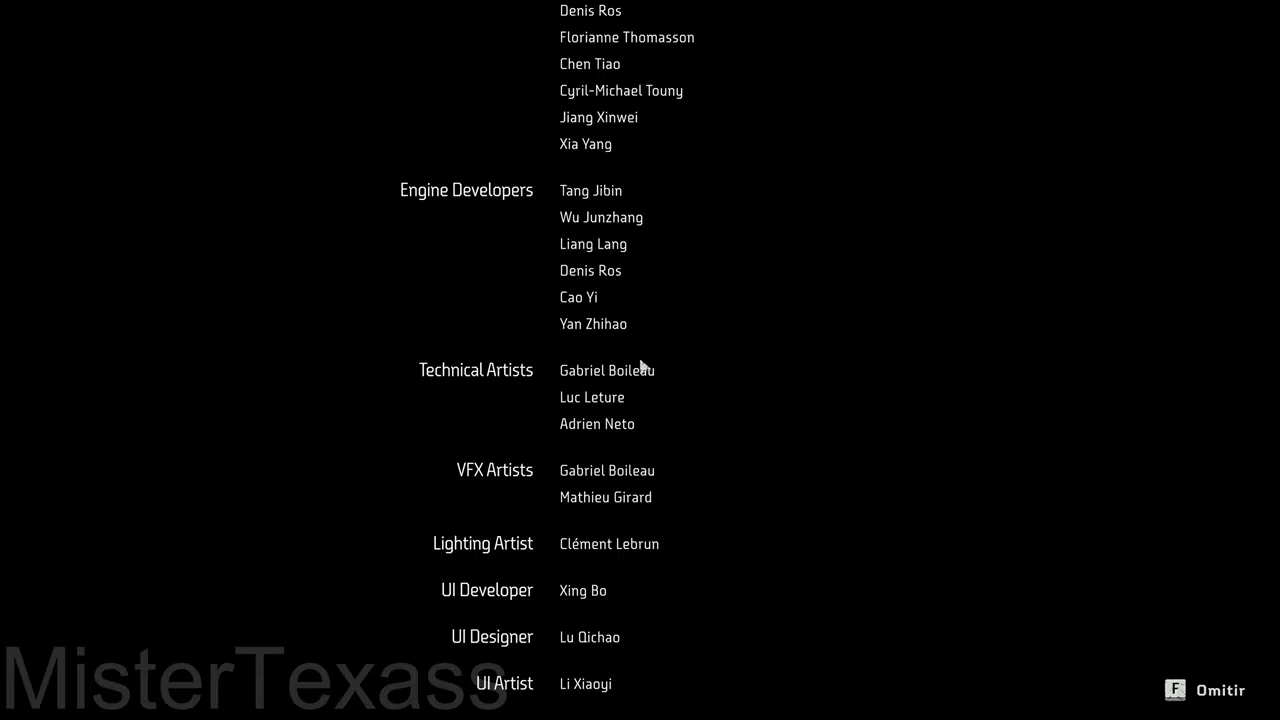 Denis Ros
Florianne Thomasson
Chen Tiao
Cyril-Michael Touny
Jiang Xinwei
Xia Yang
Engine Developers Tang Jibin
Wu Junzhang
Liang Lang
Denis Ros
Cao Yi
Yan Zhihao
Technical Artists Gabriel Boileau
Luc Leture
Adrien Neto
VFX Artists Gabriel Boileau
Mathieu Girard
Lighting Artist Clément Lebrun
UI Developer Xing Bo
UI Designer Lu Qichao
UI Artist Li Xiaoyi
MisterTexass
F Omitir